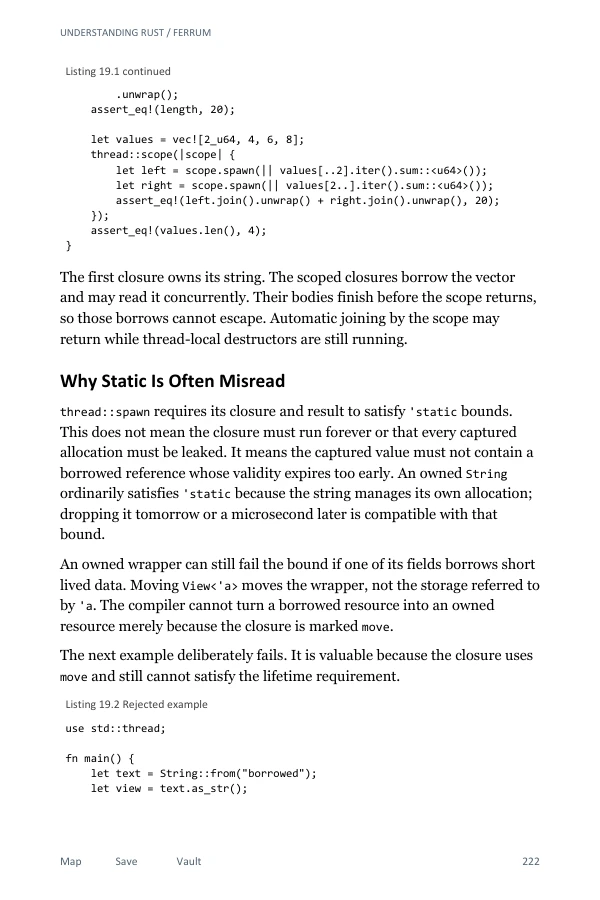 UNDERSTANDING RUST / FERRUM
Listing 19.1 continued
        .unwrap();
    assert_eq!(length, 20);

    let values = vec![2_u64, 4, 6, 8];
    thread::scope(|scope| {
        let left = scope.spawn(|| values[..2].iter().sum::<u64>());
        let right = scope.spawn(|| values[2..].iter().sum::<u64>());
        assert_eq!(left.join().unwrap() + right.join().unwrap(), 20);
    });
    assert_eq!(values.len(), 4);
}
The first closure owns its string. The scoped closures borrow the vector
and may read it concurrently. Their bodies finish before the scope returns,
so those borrows cannot escape. Automatic joining by the scope may
return while thread-local destructors are still running.
Why Static Is Often Misread
thread::spawn requires its closure and result to satisfy 'static bounds.
This does not mean the closure must run forever or that every captured
allocation must be leaked. It means the captured value must not contain a
borrowed reference whose validity expires too early. An owned String
ordinarily satisfies 'static because the string manages its own allocation;
dropping it tomorrow or a microsecond later is compatible with that
bound.
An owned wrapper can still fail the bound if one of its fields borrows short
lived data. Moving View<'a> moves the wrapper, not the storage referred to
by 'a. The compiler cannot turn a borrowed resource into an owned
resource merely because the closure is marked move.
The next example deliberately fails. It is valuable because the closure uses
move and still cannot satisfy the lifetime requirement.
Listing 19.2 Rejected example
use std::thread;

fn main() {
    let text = String::from("borrowed");
    let view = text.as_str();
Map Save Vault 222